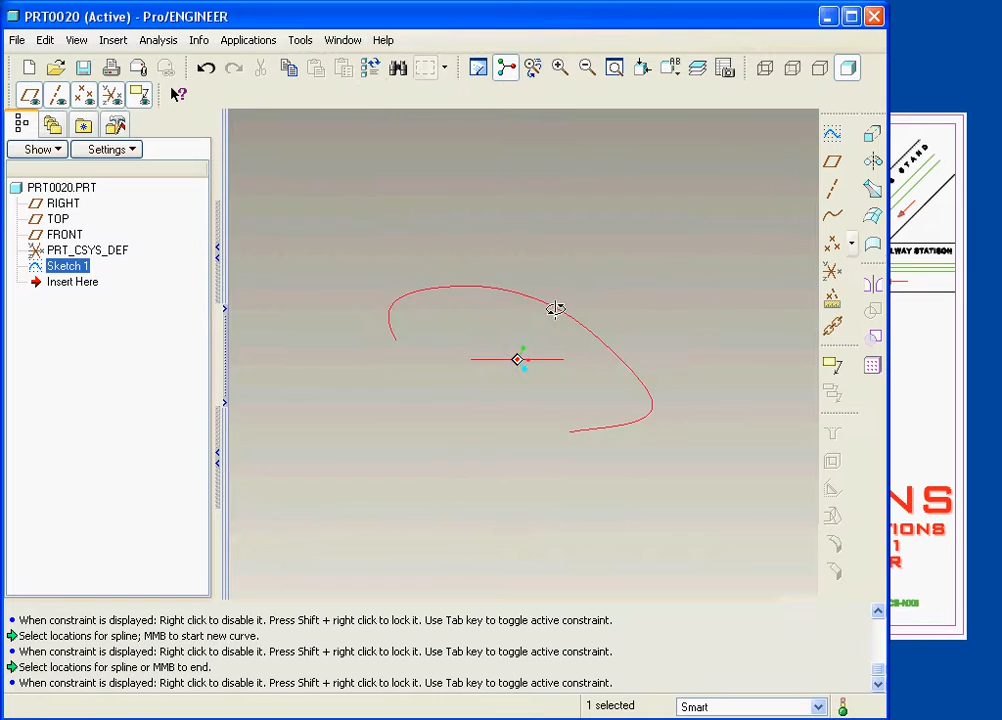 PRT0020 (Active) - Pro/ENGINEER
File Edit View Insert Analysis Info Applications Tools Window Help
Show Settings
PRT0020.PRT
RIGHT
TOP
FRONT
PRT_CSYS_DEF
Sketch 1
Insert Here
When constraint is displayed: Right click to disable it. Press Shift + right click to lock it. Use Tab key to toggle active constraint.
Select locations for spline; MMB to start new curve.
When constraint is displayed: Right click to disable it. Press Shift + right click to lock it. Use Tab key to toggle active constraint.
Select locations for spline or MMB to end.
When constraint is displayed: Right click to disable it. Press Shift + right click to lock it. Use Tab key to toggle active constraint.
1 selected
Smart
STAND